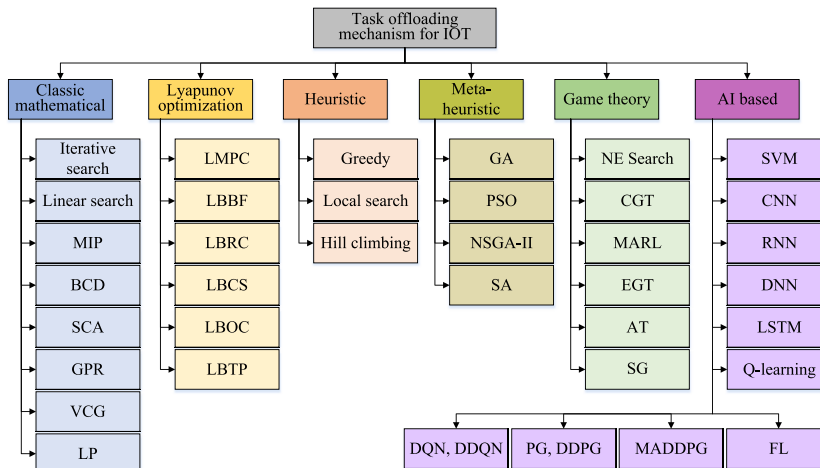 Task offloading
mechanism for IOT
Classic
mathematical
Lyapunov
optimization
Heuristic
Meta-
heuristic
Game theory
AI based
Iterative
search
Linear search
MIP
BCD
SCA
GPR
VCG
LP
LMPC
LBBF
LBRC
LBCS
LBOC
LBTP
Greedy
Local search
Hill climbing
GA
PSO
NSGA-II
SA
NE Search
CGT
MARL
EGT
AT
SG
SVM
CNN
RNN
DNN
LSTM
Q-learning
DQN, DDQN
PG, DDPG
MADDPG
FL